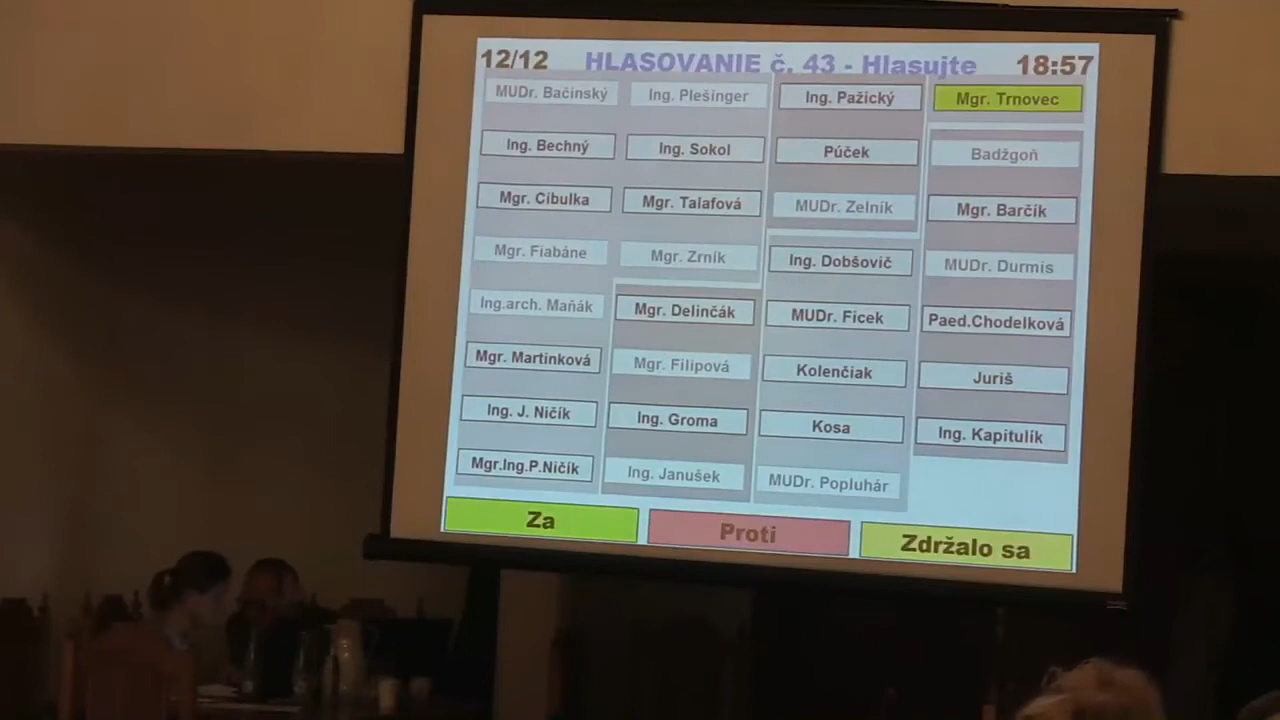 12/12 HLASOVANIE č. 43 - Hlasujte 18:57
MUDr. Bačinský
Ing. Bechný
Mgr. Cibulka
Mgr. Fiabáne
Ing.arch. Maňák
Mgr. Martinková
Ing. J. Ničík
Mgr.Ing.P.Ničík
Ing. Plešinger
Ing. Sokol
Mgr. Talafová
Mgr. Zrník
Mgr. Delinčák
Mgr. Filipová
Ing. Groma
Ing. Janušek
Ing. Pažický
Púček
MUDr. Zelník
Ing. Dobšovič
MUDr. Ficek
Kolenčiak
Kosa
MUDr. Popluhár
Mgr. Trnovec
Badžgoň
Mgr. Barčík
MUDr. Durmis
Paed.Chodelková
Juriš
Ing. Kapitulík
Za
Proti
Zdržalo sa